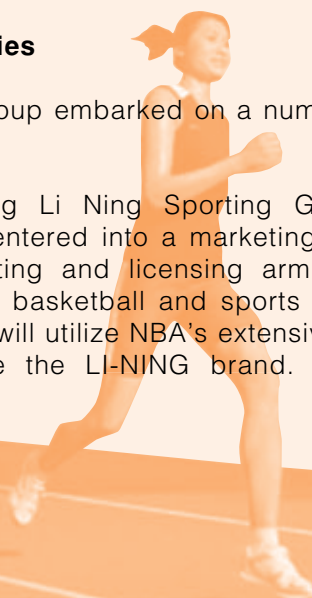 ies
oup embarked on a num
g Li Ning Sporting G
entered into a marketing
ting and licensing arm
basketball and sports
will utilize NBA's extensiv
e the LI-NING brand.